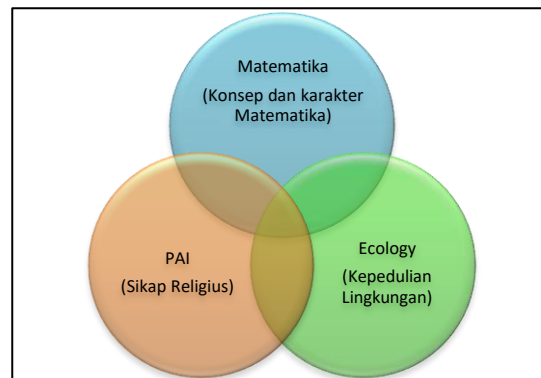 Matematika
(Konsep dan karakter
Matematika)
PAI
(Sikap Religius)
Ecology
(Kepedulian
Lingkungan)